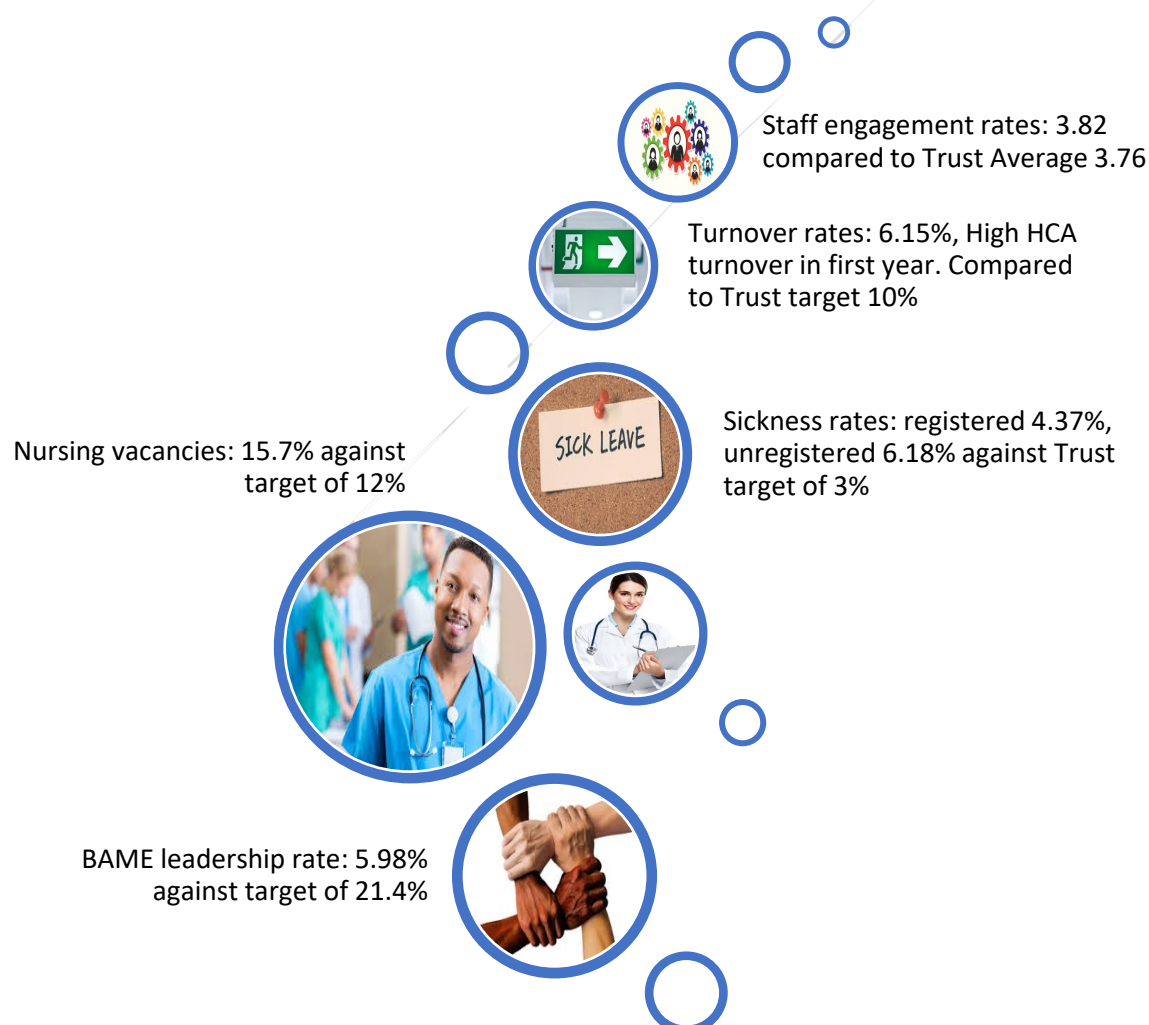 Staff engagement rates: 3.82
compared to Trust Average 3.76
Turnover rates: 6.15%, High HCA
turnover in first year. Compared
to Trust target 10%
SICK LEAVE
Sickness rates: registered 4.37%,
unregistered 6.18% against Trust
target of 3%
Nursing vacancies: 15.7% against
target of 12%
BAME leadership rate: 5.98%
against target of 21.4%